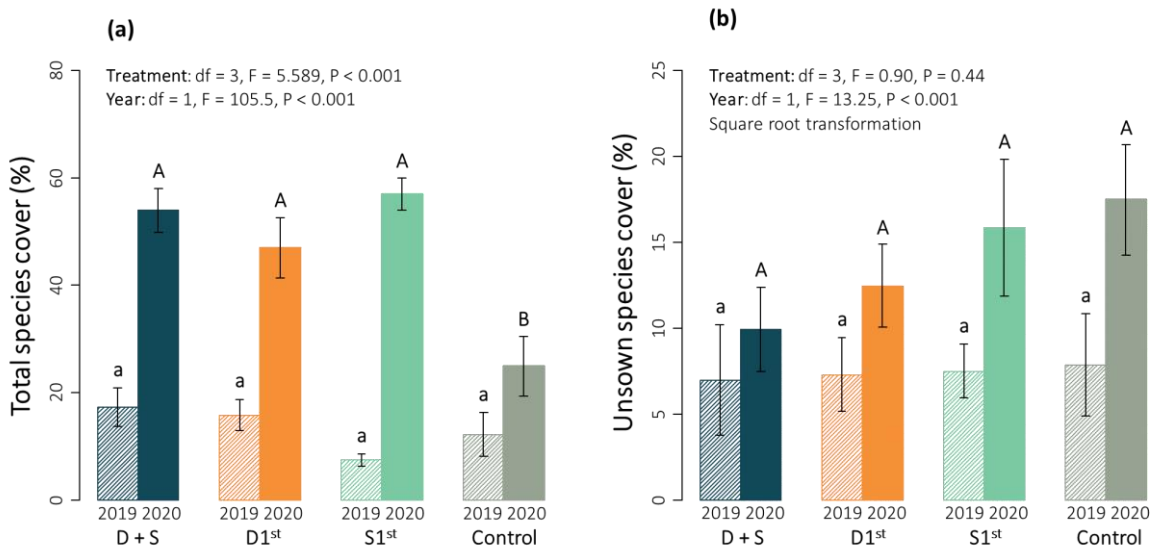 (a)
Treatment: df = 3, F = 5.589, P < 0.001
Year: df = 1, F = 105.5, P < 0.001
Total species cover (%)
80
60
40
20
0
a A a A a A a B
2019 2020 2019 2020 2019 2020 2019 2020
D + S D1st S1st Control
(b)
Treatment: df = 3, F = 0.90, P = 0.44
Year: df = 1, F = 13.25, P < 0.001
Square root transformation
Unsown species cover (%)
25
20
15
10
5
0
a A a A a A a A
2019 2020 2019 2020 2019 2020 2019 2020
D + S D1st S1st Control